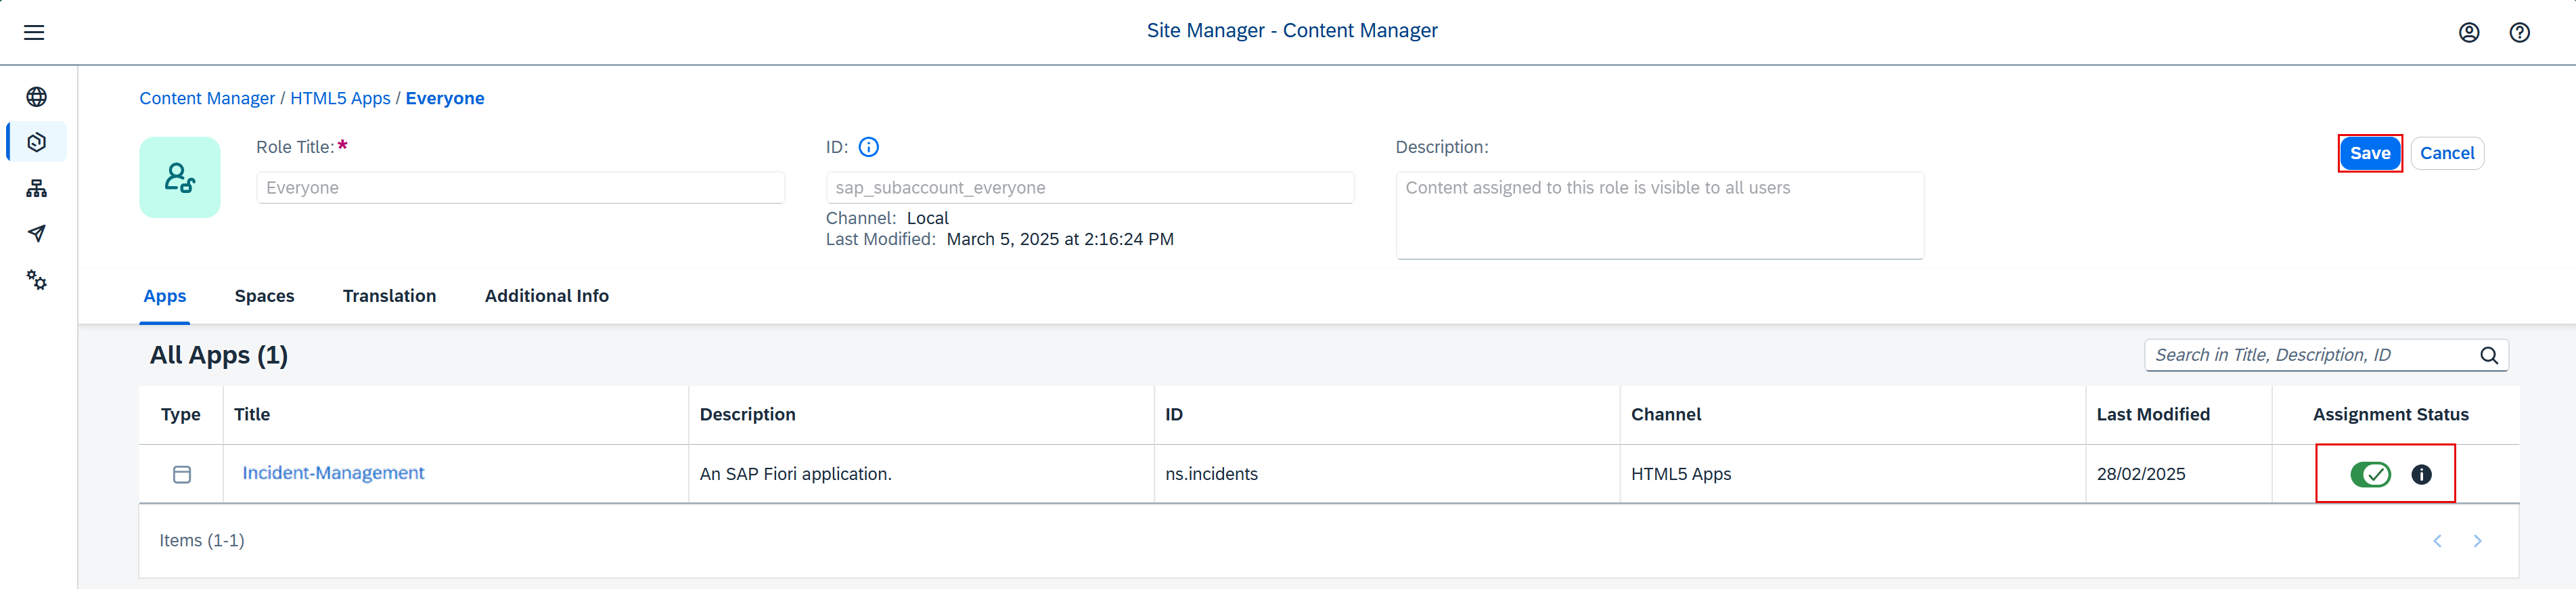 Site Manager - Content Manager
Content Manager / HTML5 Apps / Everyone
Role Title:*
Everyone
ID:
sap_subaccount_everyone
Channel: Local
Last Modified: March 5, 2025 at 2:16:24 PM
Description:
Content assigned to this role is visible to all users
Save Cancel
Apps Spaces Translation Additional Info
All Apps (1)
Search in Title, Description, ID
Type Title Description ID Channel Last Modified Assignment Status
Incident-Management An SAP Fiori application. ns.incidents HTML5 Apps 28/02/2025
Items (1-1)